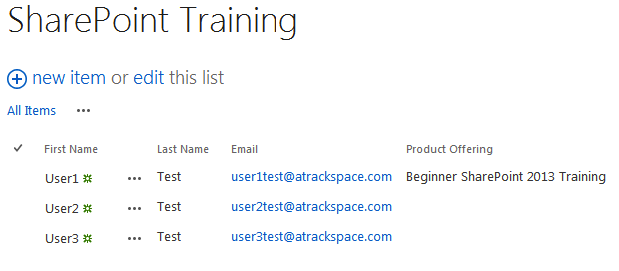 SharePoint Training
new item or edit this list
All Items ...
First Name Last Name Email Product Offering
User1 ... Test user1test@atrackspace.com Beginner SharePoint 2013 Training
User2 ... Test user2test@atrackspace.com
User3 ... Test user3test@atrackspace.com